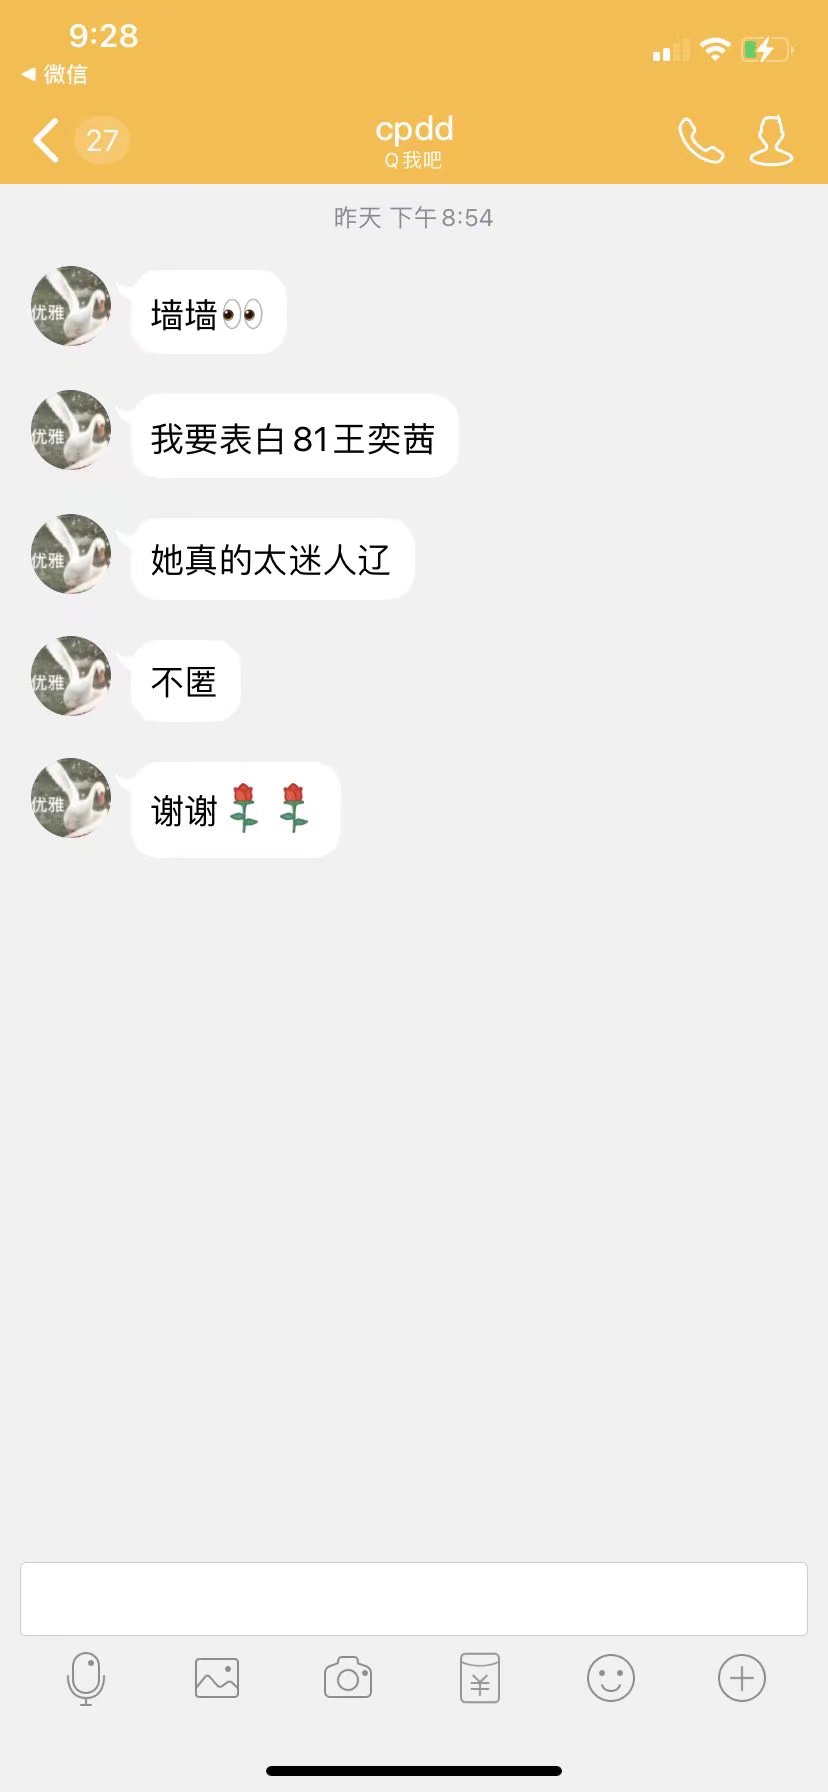 9:28
◀ 微信
27
cpdd
Q我吧
昨天 下午8:54
优雅
墙墙👀
优雅
我要表白81王奕茜
优雅
她真的太迷人辽
优雅
不匿
优雅
谢谢🌹🌹
¥